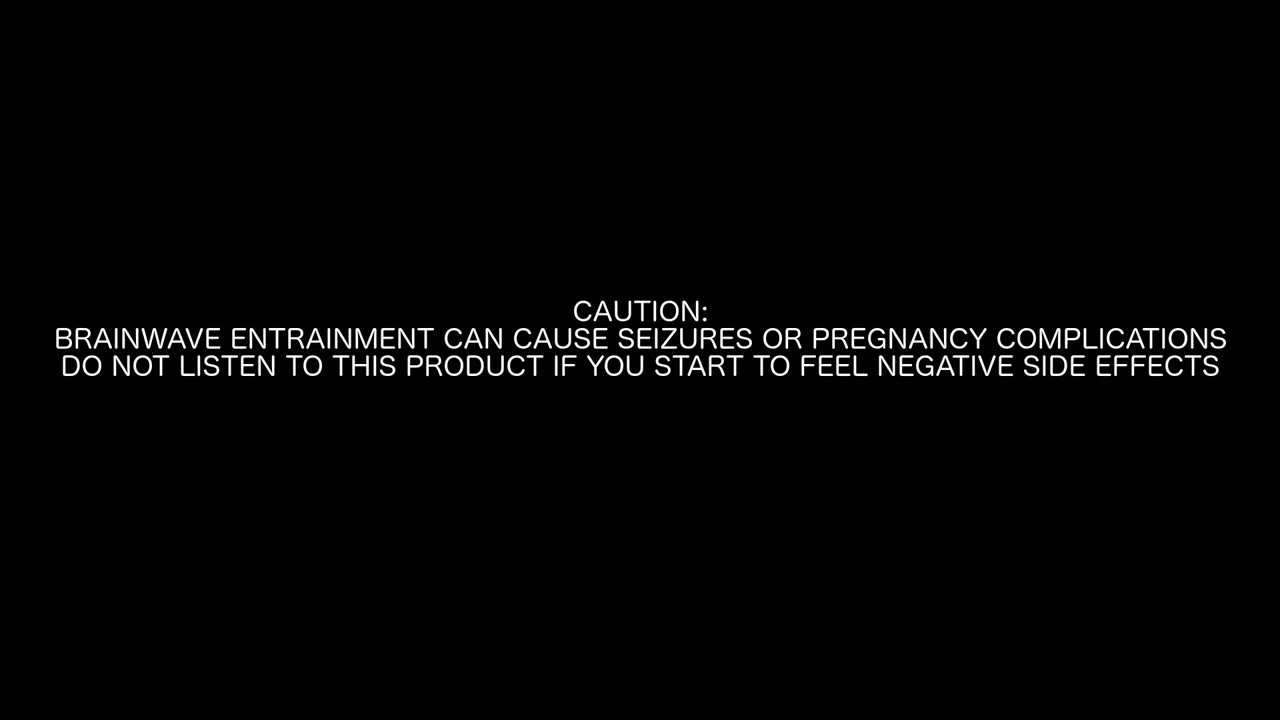 CAUTION:
BRAINWAVE ENTRAINMENT CAN CAUSE SEIZURES OR PREGNANCY COMPLICATIONS
DO NOT LISTEN TO THIS PRODUCT IF YOU START TO FEEL NEGATIVE SIDE EFFECTS